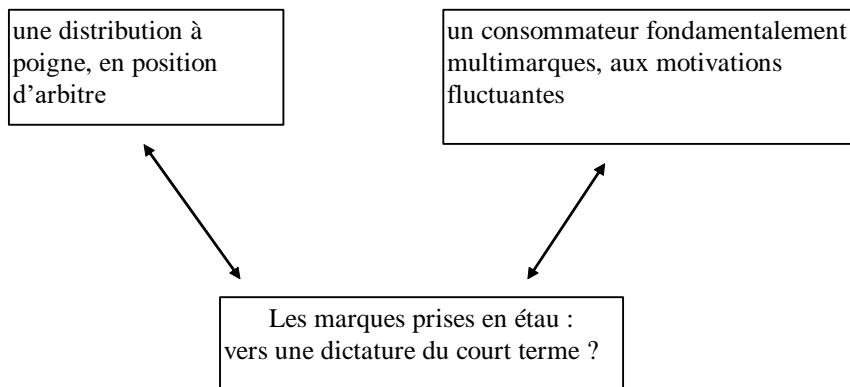 une distribution à
poigne, en position
d’arbitre
un consommateur fondamentalement
multimarques, aux motivations
fluctuantes
Les marques prises en étau :
vers une dictature du court terme ?